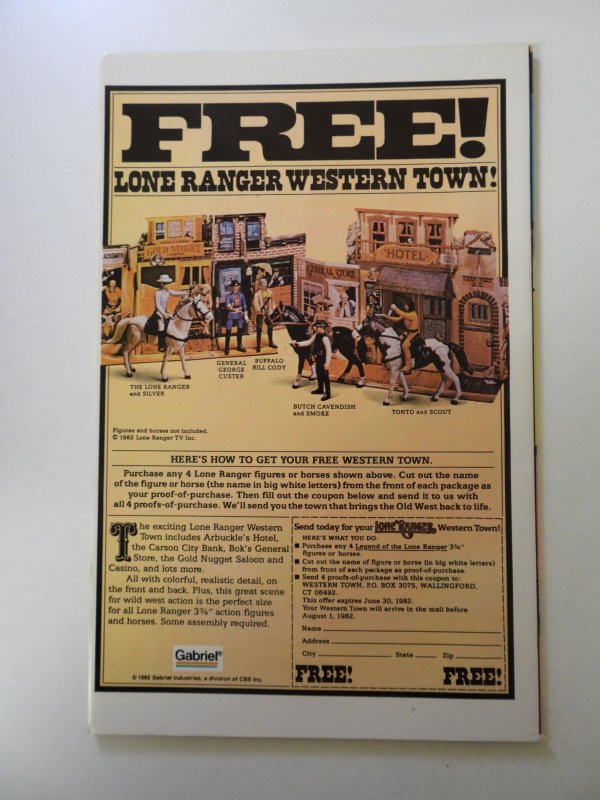 FREE!
LONE RANGER WESTERN TOWN!
GOLD NUGGET
CASINO
GENERAL STORE
HOTEL
THE LONE RANGER
and SILVER
GENERAL
GEORGE
CUSTER
BUFFALO
BILL CODY
BUTCH CAVENDISH
and SMOKE
TONTO and SCOUT
Figures and horses not included.
© 1982 Lone Ranger TV Inc.
HERE'S HOW TO GET YOUR FREE WESTERN TOWN.
Purchase any 4 Lone Ranger figures or horses shown above. Cut out the name
of the figure or horse (the name in big white letters) from the front of each package as
your proof-of-purchase. Then fill out the coupon below and send it to us with
all 4 proofs-of-purchase. We'll send you the town that brings the Old West back to life.
The exciting Lone Ranger Western
Town includes Arbuckle's Hotel,
the Carson City Bank, Bok's General
Store, the Gold Nugget Saloon and
Casino, and lots more.
All with colorful, realistic detail, on
the front and back. Plus, this great scene
for wild west action is the perfect size
for all Lone Ranger 3¾" action figures
and horses. Some assembly required.
Gabriel®
© 1982 Gabriel Industries, a division of CBS Inc.
Send today for your LONE RANGER Western Town!
HERE'S WHAT YOU DO:
■ Purchase any 4 Legend of the Lone Ranger 3¾"
figures or horses.
■ Cut out the name of figure or horse (in big white letters)
from front of each package as proof-of-purchase.
■ Send 4 proofs-of-purchase with this coupon to:
WESTERN TOWN, P.O. BOX 3075, WALLINGFORD,
CT 06492.
This offer expires June 30, 1982.
Your Western Town will arrive in the mail before
August 1, 1982.
Name
Address
City State Zip
FREE! FREE!